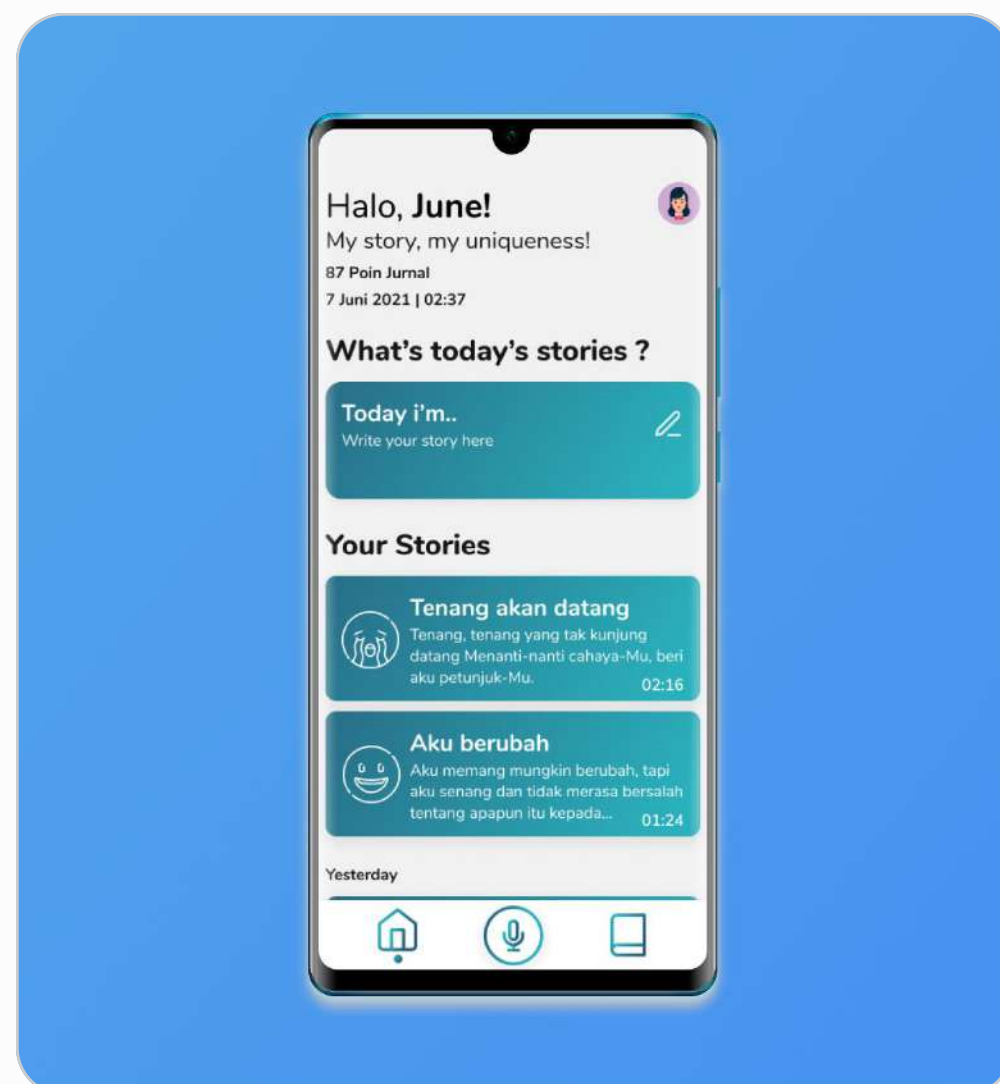 Halo, June!
My story, my uniqueness!
87 Poin Jurnal
7 Juni 2021 | 02:37
What's today's stories ?
Today i'm..
Write your story here
Your Stories
Tenang akan datang
Tenang, tenang yang tak kunjung
datang Menanti-nanti cahaya-Mu, beri
aku petunjuk-Mu.
02:16
Aku berubah
Aku memang mungkin berubah, tapi
aku senang dan tidak merasa bersalah
tentang apapun itu kepada...
01:24
Yesterday